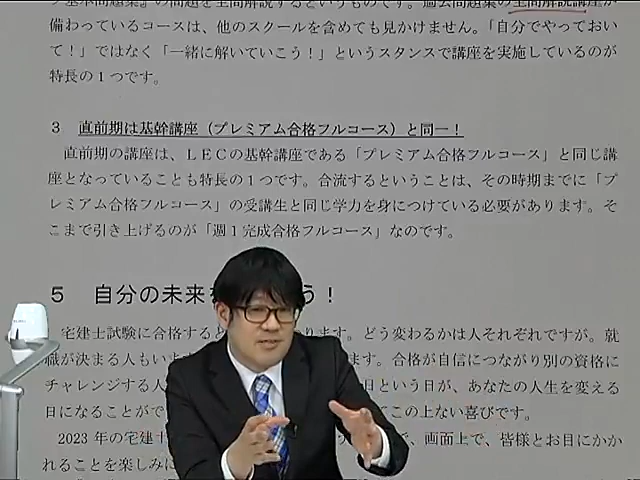 基本問題集』の問題を全問解説するというものです。過去問題集の全問解説講座が
備わっているコースは、他のスクールを含めても見かけません。「自分でやっておい
て！」ではなく「一緒に解いていこう！」というスタンスで講座を実施しているのが
特長の１つです。
３　直前期は基幹講座（プレミアム合格フルコース）と同一！
直前期の講座は、ＬＥＣの基幹講座である「プレミアム合格フルコース」と同じ講
座となっていることも特長の１つです。合流するということは、その時期までに「プ
レミアム合格フルコース」の受講生と同じ学力を身につけている必要があります。そ
こまで引き上げるのが「週１完成合格フルコース」なのです。
５　自分の未来を う！
宅建士試験に合格すると ります。どう変わるかは人それぞれですが。就
職が決まる人もいま ます。合格が自信につながり別の資格に
チャレンジする人 日という日が、あなたの人生を変える
日になることがで てこの上ない喜びです。
2023 年の宅建士 で、画面上で、皆様とお目にかか
れることを楽しみに